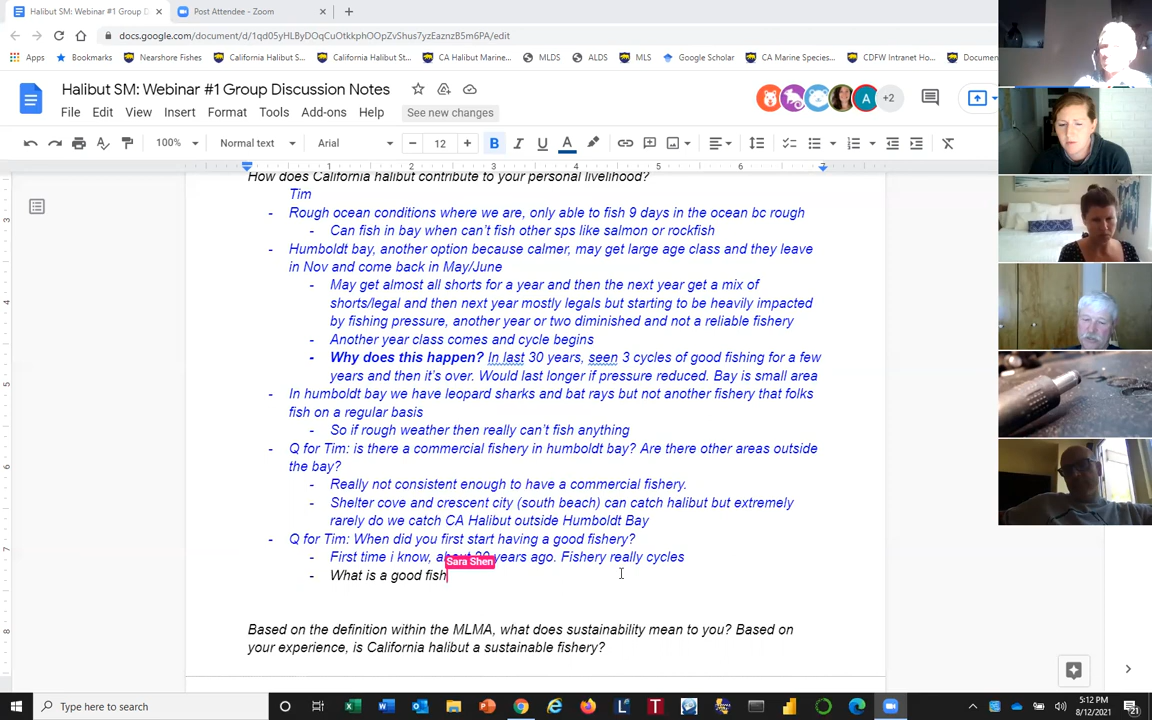 Halibut SM: Webinar #1 Group D
Post Attendee - Zoom
docs.google.com/document/d/1qd05yHLByDOqCuOtkkphOOpZvShus7yzEaznzB5m6PA/edit
Apps Bookmarks Nearshore Fishes California Halibut S... California Halibut St... CA Halibut Marine... MLDS ALDS MLS Google Scholar CA Marine Species... CDFW Intranet Ho... Documen
Halibut SM: Webinar #1 Group Discussion Notes
A +2
File Edit View Insert Format Tools Add-ons Help See new changes
100% Normal text Arial 12 B I U A
1 2 3 4 5 6 7
How does California halibut contribute to your personal livelihood?
Tim
- Rough ocean conditions where we are, only able to fish 9 days in the ocean bc rough
- Can fish in bay when can't fish other sps like salmon or rockfish
- Humboldt bay, another option because calmer, may get large age class and they leave
in Nov and come back in May/June
- May get almost all shorts for a year and then the next year get a mix of
shorts/legal and then next year mostly legals but starting to be heavily impacted
by fishing pressure, another year or two diminished and not a reliable fishery
- Another year class comes and cycle begins
- Why does this happen? In last 30 years, seen 3 cycles of good fishing for a few
years and then it's over. Would last longer if pressure reduced. Bay is small area
- In humboldt bay we have leopard sharks and bat rays but not another fishery that folks
fish on a regular basis
- So if rough weather then really can't fish anything
- Q for Tim: is there a commercial fishery in humboldt bay? Are there other areas outside
the bay?
- Really not consistent enough to have a commercial fishery.
- Shelter cove and crescent city (south beach) can catch halibut but extremely
rarely do we catch CA Halibut outside Humboldt Bay
- Q for Tim: When did you first start having a good fishery?
- First time i know, about years ago. Fishery really cycles
Sara Shen
- What is a good fish
Based on the definition within the MLMA, what does sustainability mean to you? Based on
your experience, is California halibut a sustainable fishery?
3
4
5
6
7
8
Type here to search
5:12 PM
8/12/2021
21